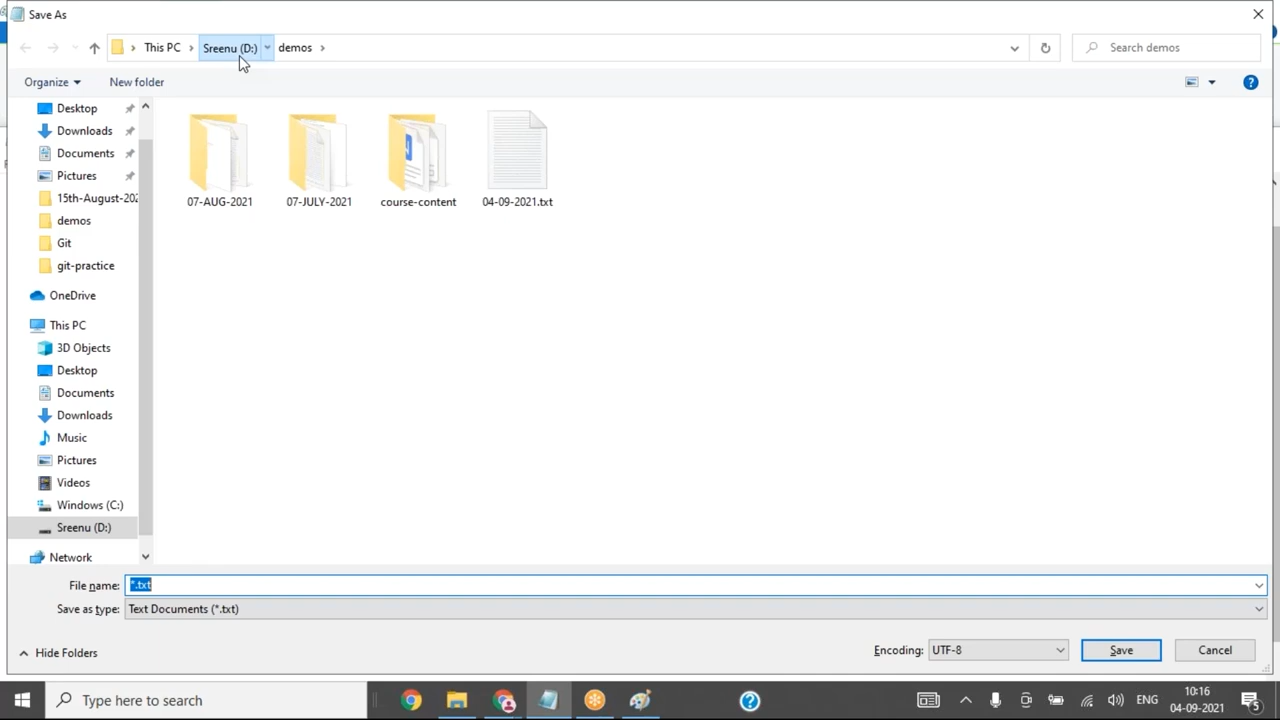 Save As
This PC
Sreenu (D:)
demos
Search demos
Organize
New folder
Desktop
Downloads
Documents
Pictures
15th-August-202
demos
Git
git-practice
OneDrive
This PC
3D Objects
Desktop
Documents
Downloads
Music
Pictures
Videos
Windows (C:)
Sreenu (D:)
Network
07-AUG-2021
07-JULY-2021
course-content
04-09-2021.txt
File name:
*.txt
Save as type:
Text Documents (*.txt)
Hide Folders
Encoding:
UTF-8
Save
Cancel
Type here to search
ENG
10:16
04-09-2021
5